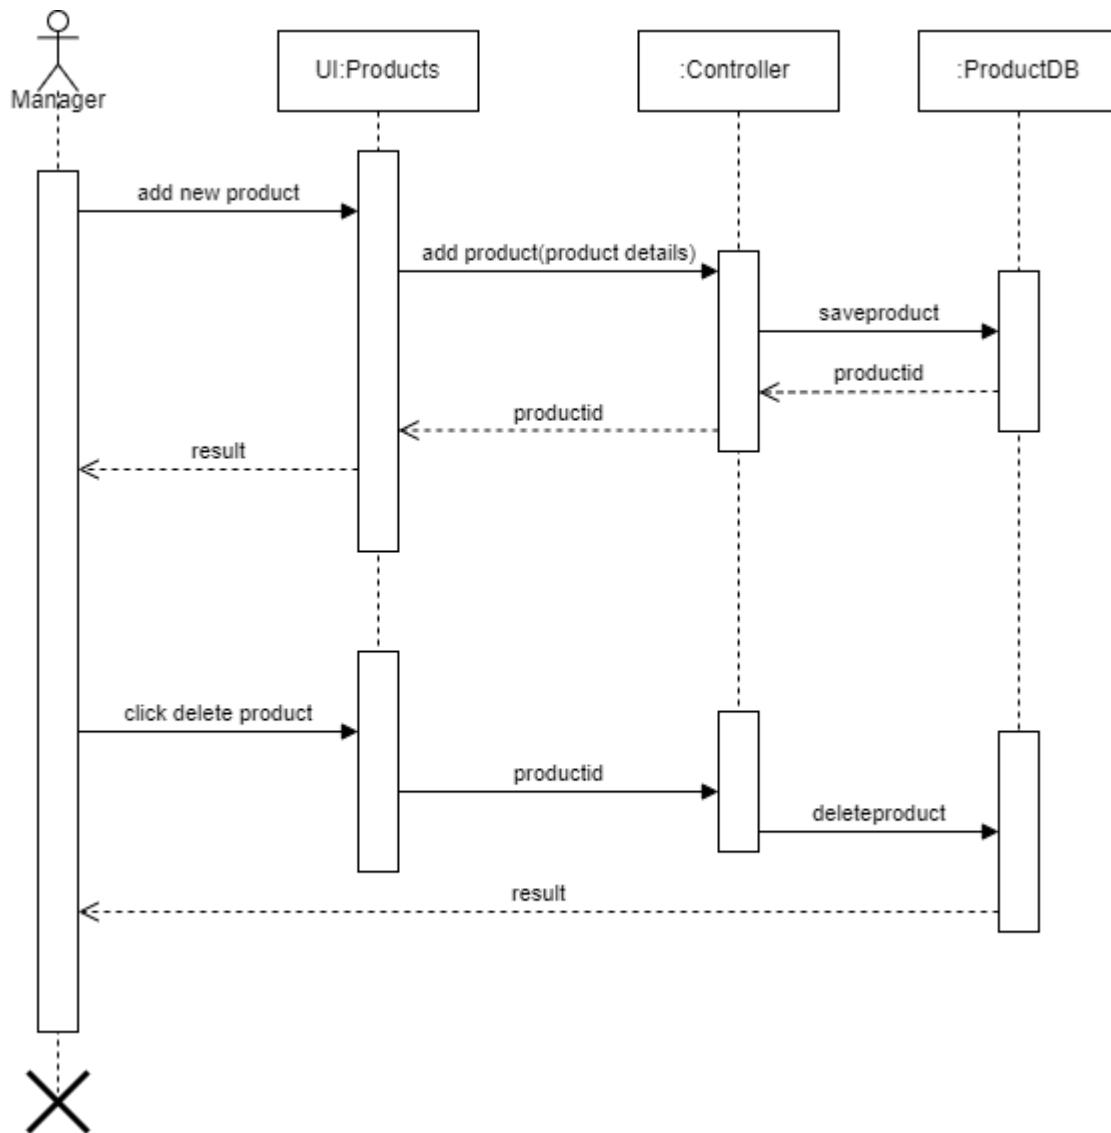 Manager
UI:Products
:Controller
:ProductDB
add new product
add product(product details)
saveproduct
productid
productid
result
click delete product
productid
deleteproduct
result